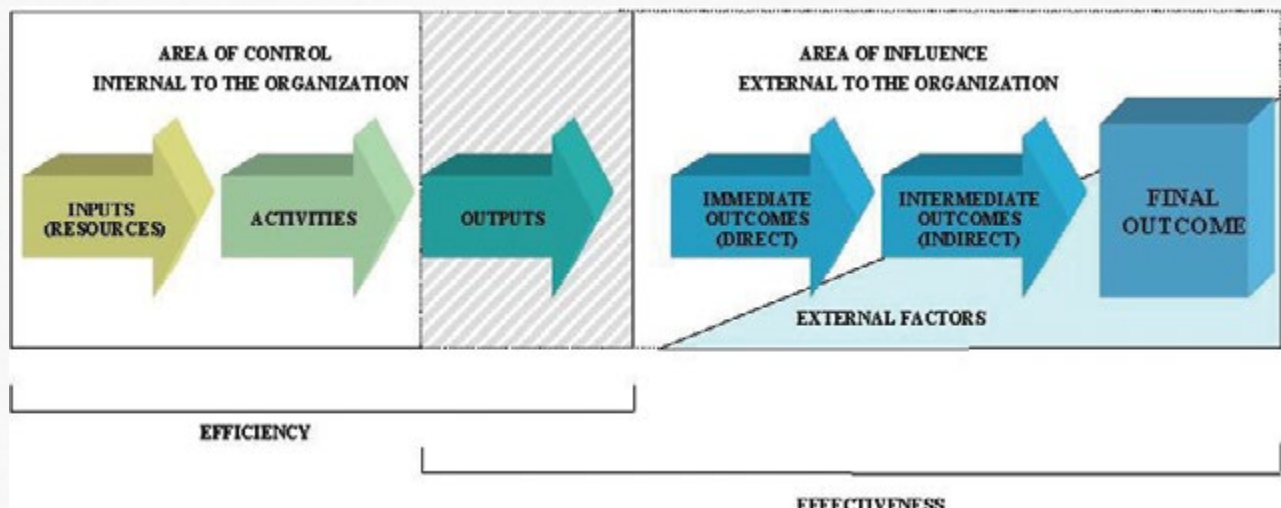 AREA OF CONTROL
INTERNAL TO THE ORGANIZATION
AREA OF INFLUENCE
EXTERNAL TO THE ORGANIZATION
INPUTS
(RESOURCES)
ACTIVITIES
OUTPUTS
IMMEDIATE
OUTCOMES
(DIRECT)
INTERMEDIATE
OUTCOMES
(INDIRECT)
FINAL
OUTCOME
EXTERNAL FACTORS
EFFICIENCY
EFFECTIVENESS